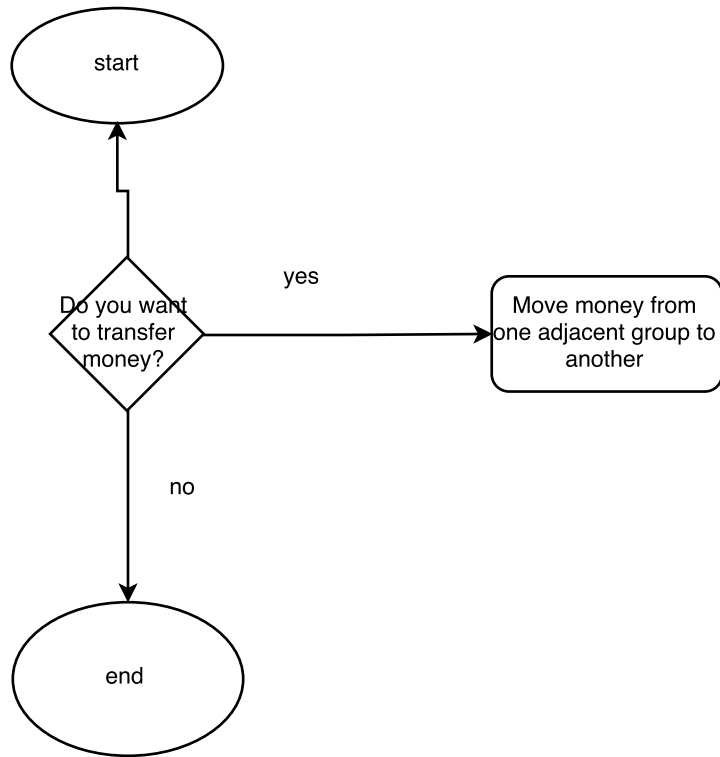 start
yes
Do you want
to transfer
money?
Move money from
one adjacent group to
another
no
end